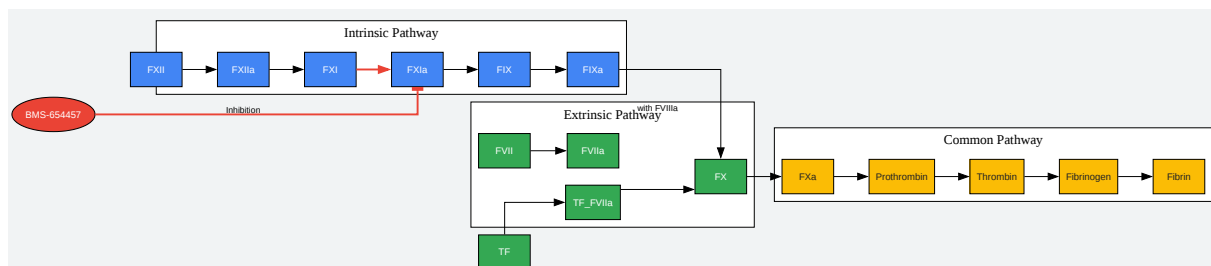 Intrinsic Pathway
FXII
FXIIa
FXI
FXIa
FIX
FIXa
BMS-654457
Inhibition
with FVIIIa
Extrinsic Pathway
FVII
FVIIa
FX
TF_FVIIa
TF
Common Pathway
FXa
Prothrombin
Thrombin
Fibrinogen
Fibrin